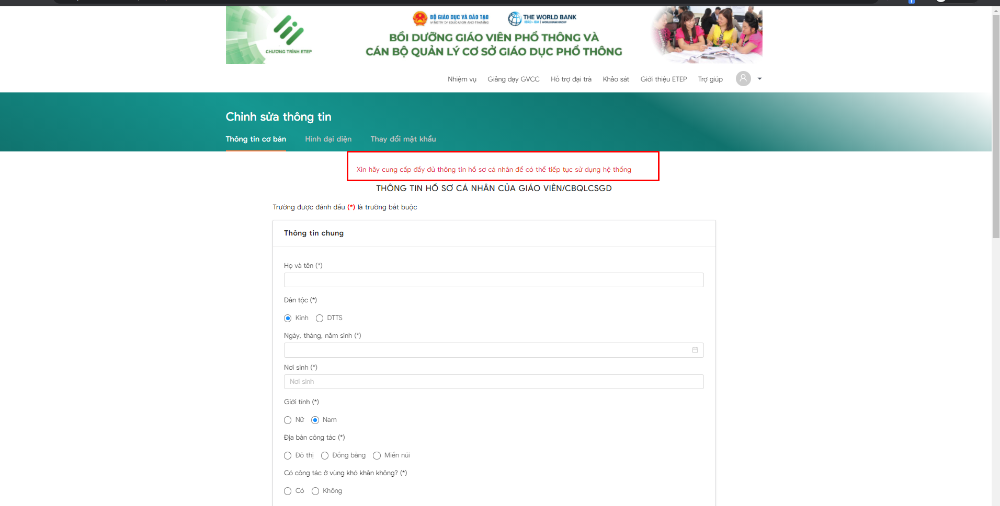 BỘ GIÁO DỤC VÀ ĐÀO TẠO
MINISTRY OF EDUCATION AND TRAINING
THE WORLD BANK
IBRD • IDA | WORLD BANK GROUP
CHƯƠNG TRÌNH ETEP
BỒI DƯỠNG GIÁO VIÊN PHỔ THÔNG VÀ
CÁN BỘ QUẢN LÝ CƠ SỞ GIÁO DỤC PHỔ THÔNG
Nhiệm vụ Giảng dạy GVCC Hỗ trợ đại trà Khảo sát Giới thiệu ETEP Trợ giúp
Chỉnh sửa thông tin
Thông tin cơ bản Hình đại diện Thay đổi mật khẩu
Xin hãy cung cấp đầy đủ thông tin hồ sơ cá nhân để có thể tiếp tục sử dụng hệ thống
THÔNG TIN HỒ SƠ CÁ NHÂN CỦA GIÁO VIÊN/CBQLCSGD
Trường được đánh dấu (*) là trường bắt buộc
Thông tin chung
Họ và tên (*)
Dân tộc (*)
Kinh DTTS
Ngày, tháng, năm sinh (*)
Nơi sinh (*)
Nơi sinh
Giới tính (*)
Nữ Nam
Địa bàn công tác (*)
Đô thị Đồng bằng Miền núi
Có công tác ở vùng khó khăn không? (*)
Có Không